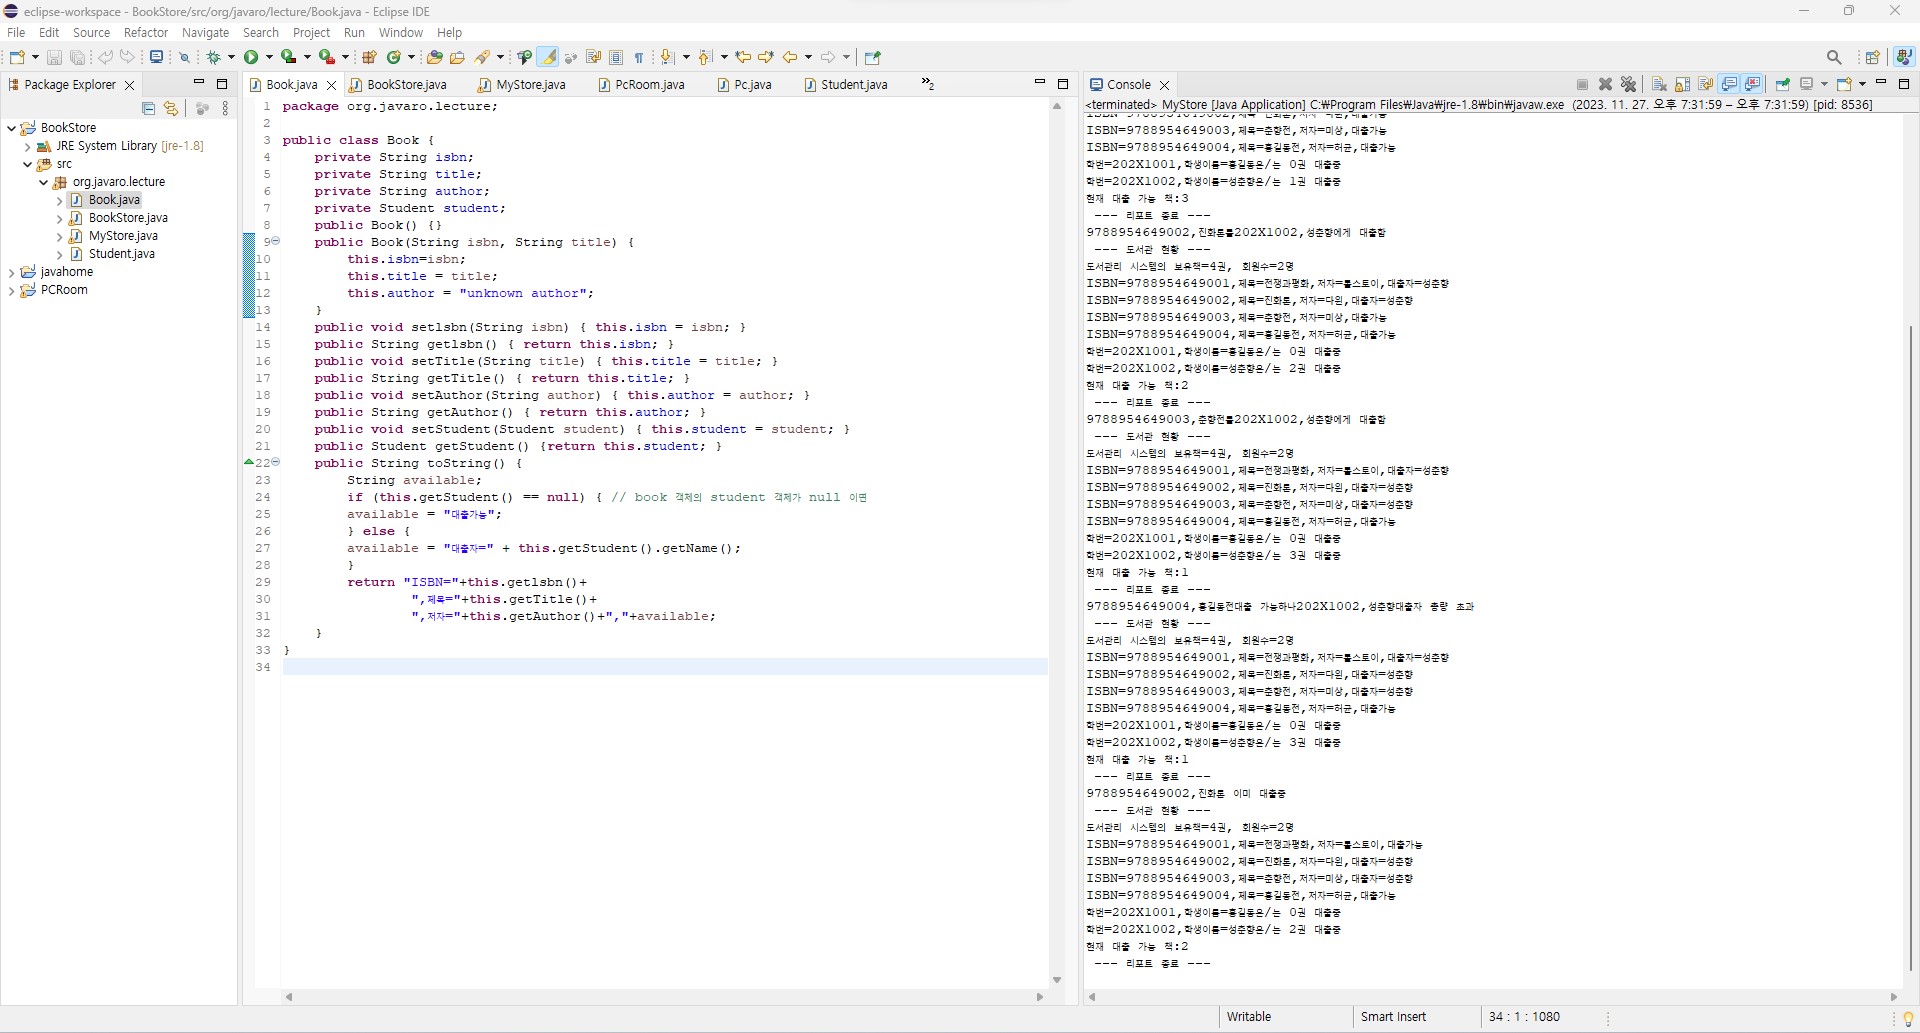 eclipse-workspace - BookStore/src/org/javaro/lecture/Book.java - Eclipse IDE
File Edit Source Refactor Navigate Search Project Run Window Help
Package Explorer
BookStore
JRE System Library [jre-1.8]
src
org.javaro.lecture
Book.java
BookStore.java
MyStore.java
Student.java
javahome
PCRoom
Book.java BookStore.java MyStore.java PcRoom.java Pc.java Student.java »2
1 package org.javaro.lecture;
2
3 public class Book {
4 private String isbn;
5 private String title;
6 private String author;
7 private Student student;
8 public Book() {}
9 public Book(String isbn, String title) {
10 this.isbn=isbn;
11 this.title = title;
12 this.author = "unknown author";
13 }
14 public void setlsbn(String isbn) { this.isbn = isbn; }
15 public String getlsbn() { return this.isbn; }
16 public void setTitle(String title) { this.title = title; }
17 public String getTitle() { return this.title; }
18 public void setAuthor(String author) { this.author = author; }
19 public String getAuthor() { return this.author; }
20 public void setStudent(Student student) { this.student = student; }
21 public Student getStudent() {return this.student; }
22 public String toString() {
23 String available;
24 if (this.getStudent() == null) { // book 객체의 student 객체가 null 이면
25 available = "대출가능";
26 } else {
27 available = "대출자=" + this.getStudent().getName();
28 }
29 return "ISBN="+this.getlsbn()+
30 ",제목="+this.getTitle()+
31 ",저자="+this.getAuthor()+","+available;
32 }
33 }
34
Console
<terminated> MyStore [Java Application] C:₩Program Files₩Java₩jre-1.8₩bin₩javaw.exe (2023. 11. 27. 오후 7:31:59 – 오후 7:31:59) [pid: 8536]
ISBN=9788954649003,제목=춘향전,저자=미상,대출가능
ISBN=9788954649004,제목=홍길동전,저자=허균,대출가능
학번=202X1001,학생이름=홍길동은/는 0권 대출중
학번=202X1002,학생이름=성춘향은/는 1권 대출중
현재 대출 가능 책:3
--- 리포트 종료 ---
9788954649002,진화론를202X1002,성춘향에게 대출함
--- 도서관 현황 ---
도서관리 시스템의 보유책=4권, 회원수=2명
ISBN=9788954649001,제목=전쟁과평화,저자=톨스토이,대출자=성춘향
ISBN=9788954649002,제목=진화론,저자=다윈,대출자=성춘향
ISBN=9788954649003,제목=춘향전,저자=미상,대출가능
ISBN=9788954649004,제목=홍길동전,저자=허균,대출가능
학번=202X1001,학생이름=홍길동은/는 0권 대출중
학번=202X1002,학생이름=성춘향은/는 2권 대출중
현재 대출 가능 책:2
--- 리포트 종료 ---
9788954649003,춘향전를202X1002,성춘향에게 대출함
--- 도서관 현황 ---
도서관리 시스템의 보유책=4권, 회원수=2명
ISBN=9788954649001,제목=전쟁과평화,저자=톨스토이,대출자=성춘향
ISBN=9788954649002,제목=진화론,저자=다윈,대출자=성춘향
ISBN=9788954649003,제목=춘향전,저자=미상,대출자=성춘향
ISBN=9788954649004,제목=홍길동전,저자=허균,대출가능
학번=202X1001,학생이름=홍길동은/는 0권 대출중
학번=202X1002,학생이름=성춘향은/는 3권 대출중
현재 대출 가능 책:1
--- 리포트 종료 ---
9788954649004,홍길동전대출 가능하나202X1002,성춘향대출자 총량 초과
--- 도서관 현황 ---
도서관리 시스템의 보유책=4권, 회원수=2명
ISBN=9788954649001,제목=전쟁과평화,저자=톨스토이,대출자=성춘향
ISBN=9788954649002,제목=진화론,저자=다윈,대출자=성춘향
ISBN=9788954649003,제목=춘향전,저자=미상,대출자=성춘향
ISBN=9788954649004,제목=홍길동전,저자=허균,대출가능
학번=202X1001,학생이름=홍길동은/는 0권 대출중
학번=202X1002,학생이름=성춘향은/는 3권 대출중
현재 대출 가능 책:1
--- 리포트 종료 ---
9788954649002,진화론 이미 대출중
--- 도서관 현황 ---
도서관리 시스템의 보유책=4권, 회원수=2명
ISBN=9788954649001,제목=전쟁과평화,저자=톨스토이,대출가능
ISBN=9788954649002,제목=진화론,저자=다윈,대출자=성춘향
ISBN=9788954649003,제목=춘향전,저자=미상,대출자=성춘향
ISBN=9788954649004,제목=홍길동전,저자=허균,대출가능
학번=202X1001,학생이름=홍길동은/는 0권 대출중
학번=202X1002,학생이름=성춘향은/는 2권 대출중
현재 대출 가능 책:2
--- 리포트 종료 ---
Writable Smart Insert 34 : 1 : 1080